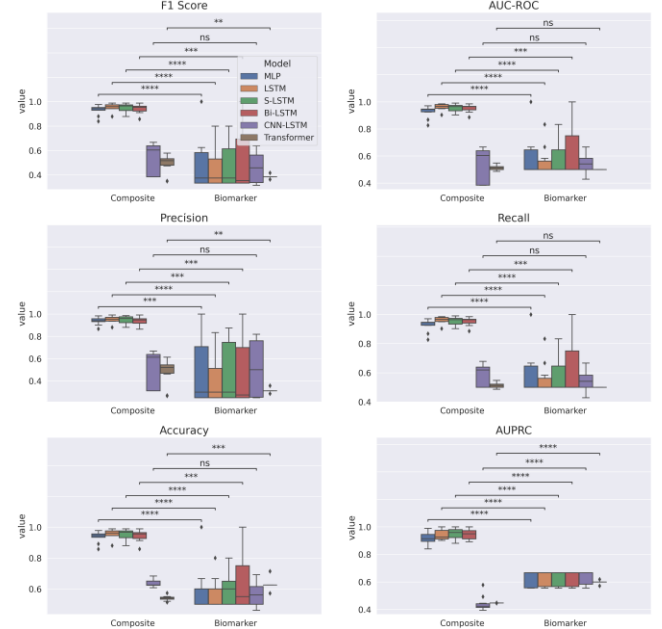 F1 Score
**
ns
***
****
****
****
value
1.0
0.8
0.6
0.4
Model
MLP
LSTM
S-LSTM
Bi-LSTM
CNN-LSTM
Transformer
Composite
Biomarker
AUC-ROC
ns
ns
***
****
****
****
value
1.0
0.8
0.6
0.4
Composite
Biomarker
Precision
**
ns
***
***
****
***
value
1.0
0.8
0.6
0.4
Composite
Biomarker
Recall
ns
ns
***
****
****
****
value
1.0
0.8
0.6
0.4
Composite
Biomarker
Accuracy
***
ns
***
****
****
****
value
1.0
0.8
0.6
Composite
Biomarker
AUPRC
****
****
****
****
****
****
value
1.0
0.8
0.6
0.4
Composite
Biomarker